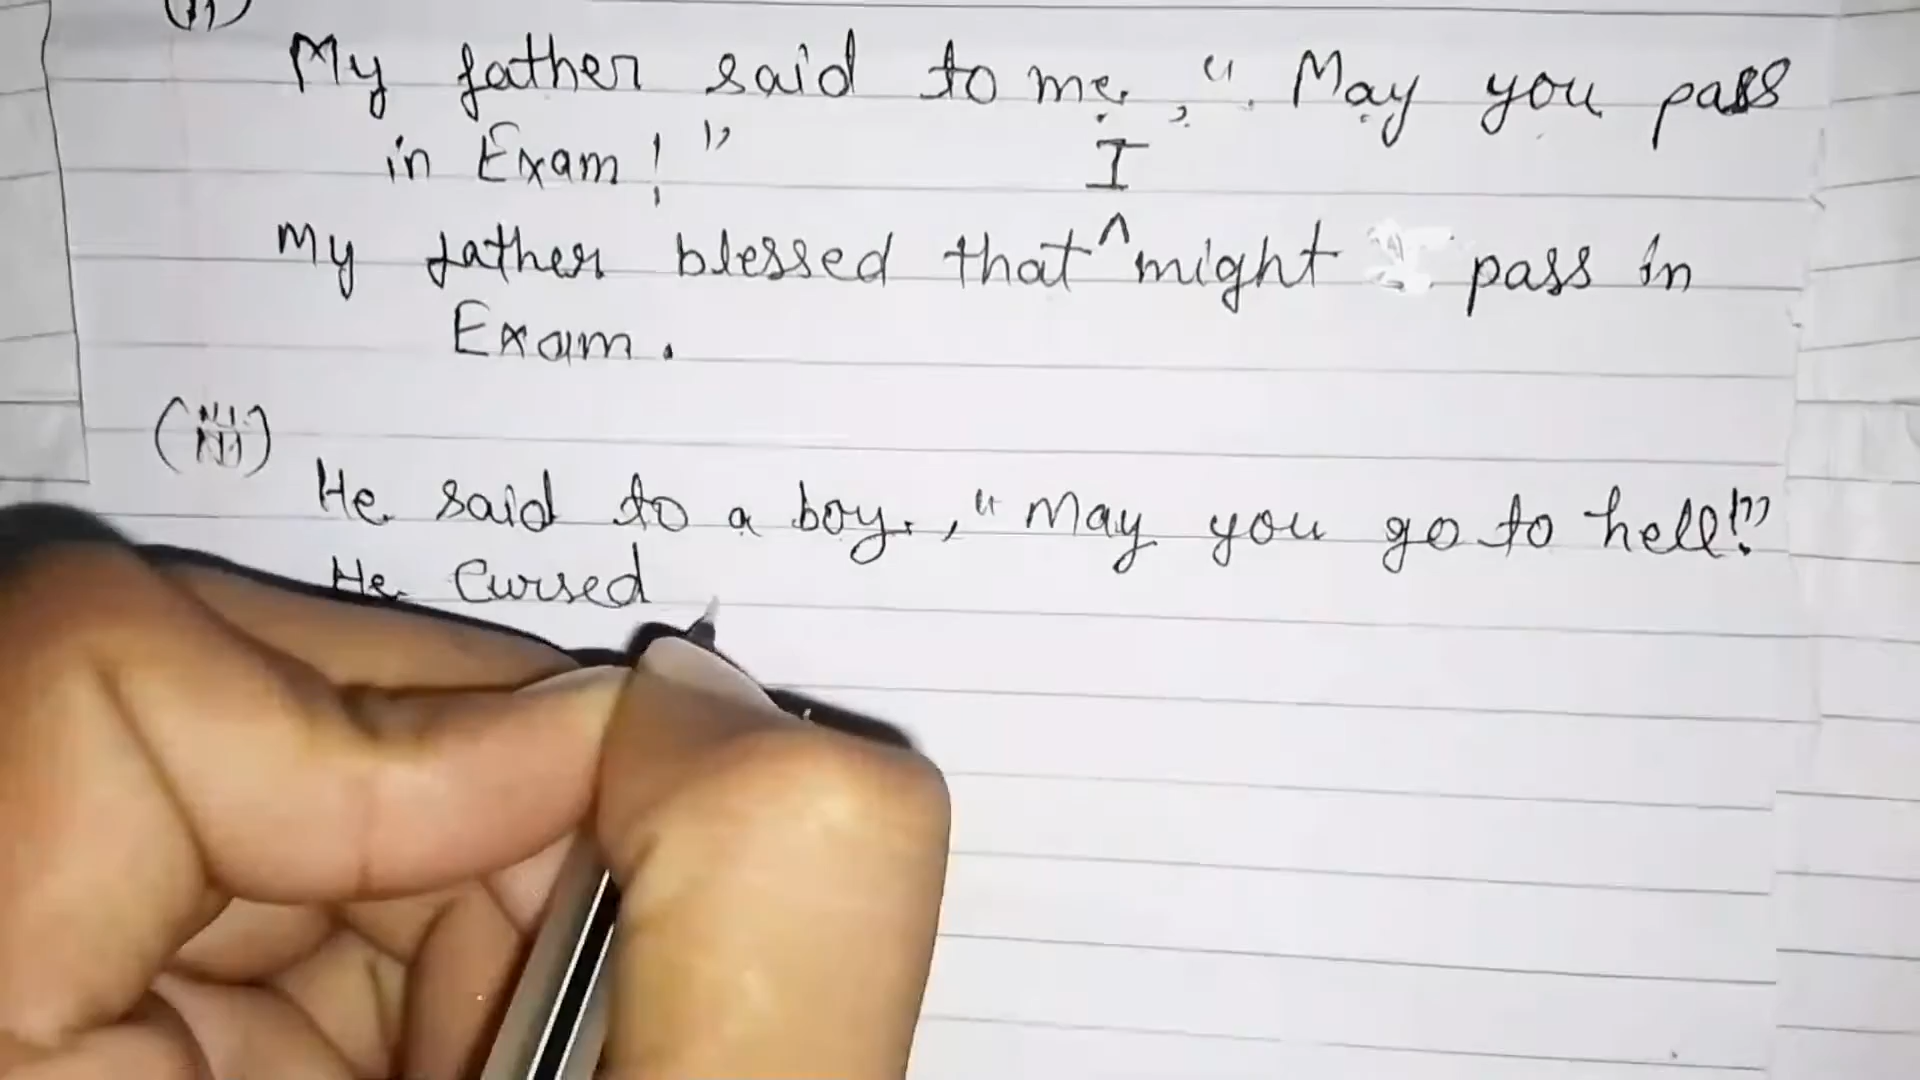 (ii)
My father said to me, "May you pass
in Exam!"
I
My father blessed that ^ might pass in
Exam.
(iii)
He said to a boy, "May you go to hell!"
He Cursed